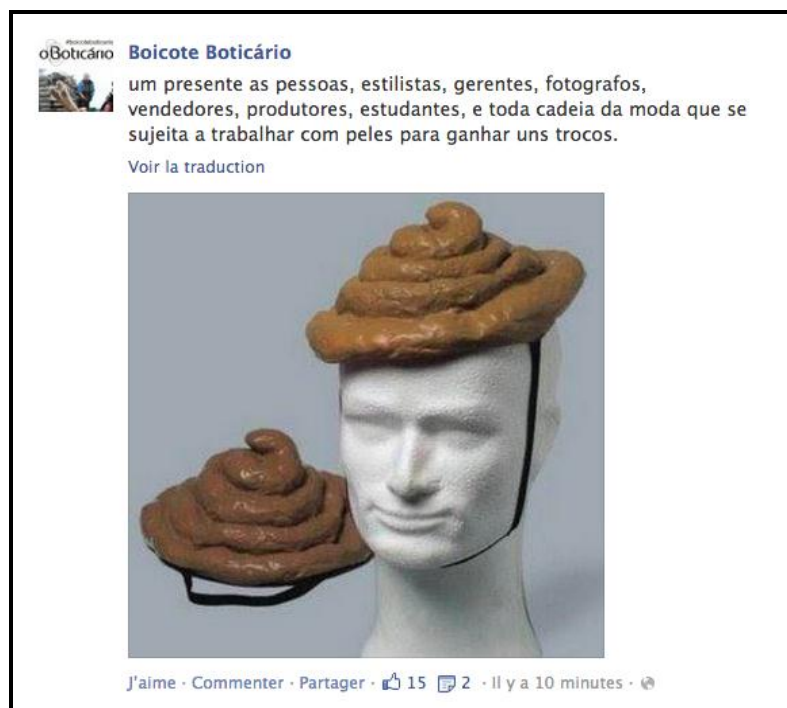 oBoticário
Boicote Boticário
um presente as pessoas, estilistas, gerentes, fotografos,
vendedores, produtores, estudantes, e toda cadeia da moda que se
sujeita a trabalhar com peles para ganhar uns trocos.
Voir la traduction
J'aime · Commenter · Partager · 15 2 · Il y a 10 minutes ·